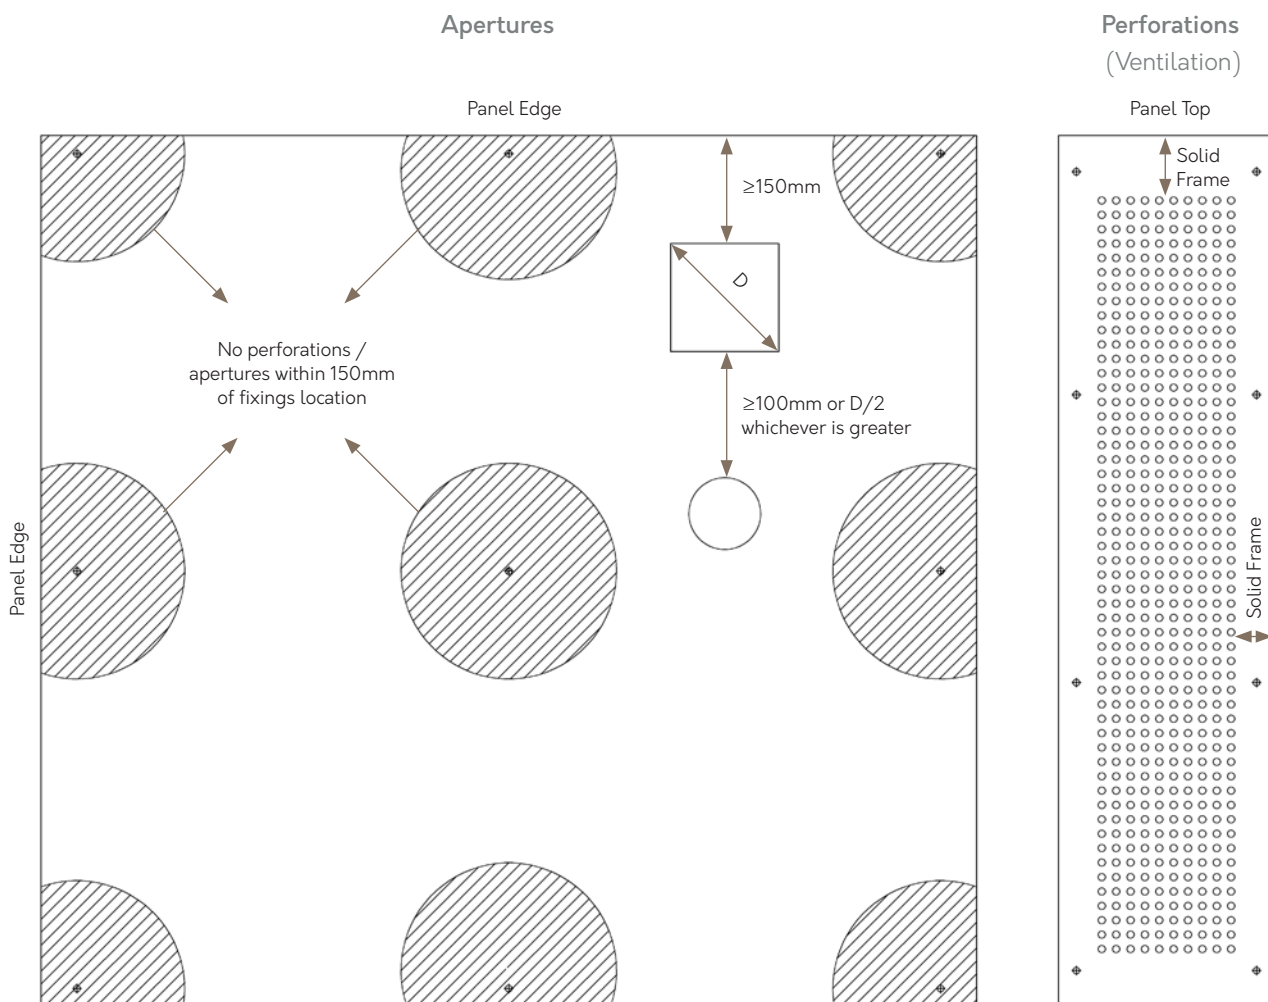 Apertures
Perforations
(Ventilation)
Panel Edge
Panel Top
≥150mm
Solid
Frame
D
No perforations /
apertures within 150mm
of fixings location
≥100mm or D/2
whichever is greater
Panel Edge
Solid Frame